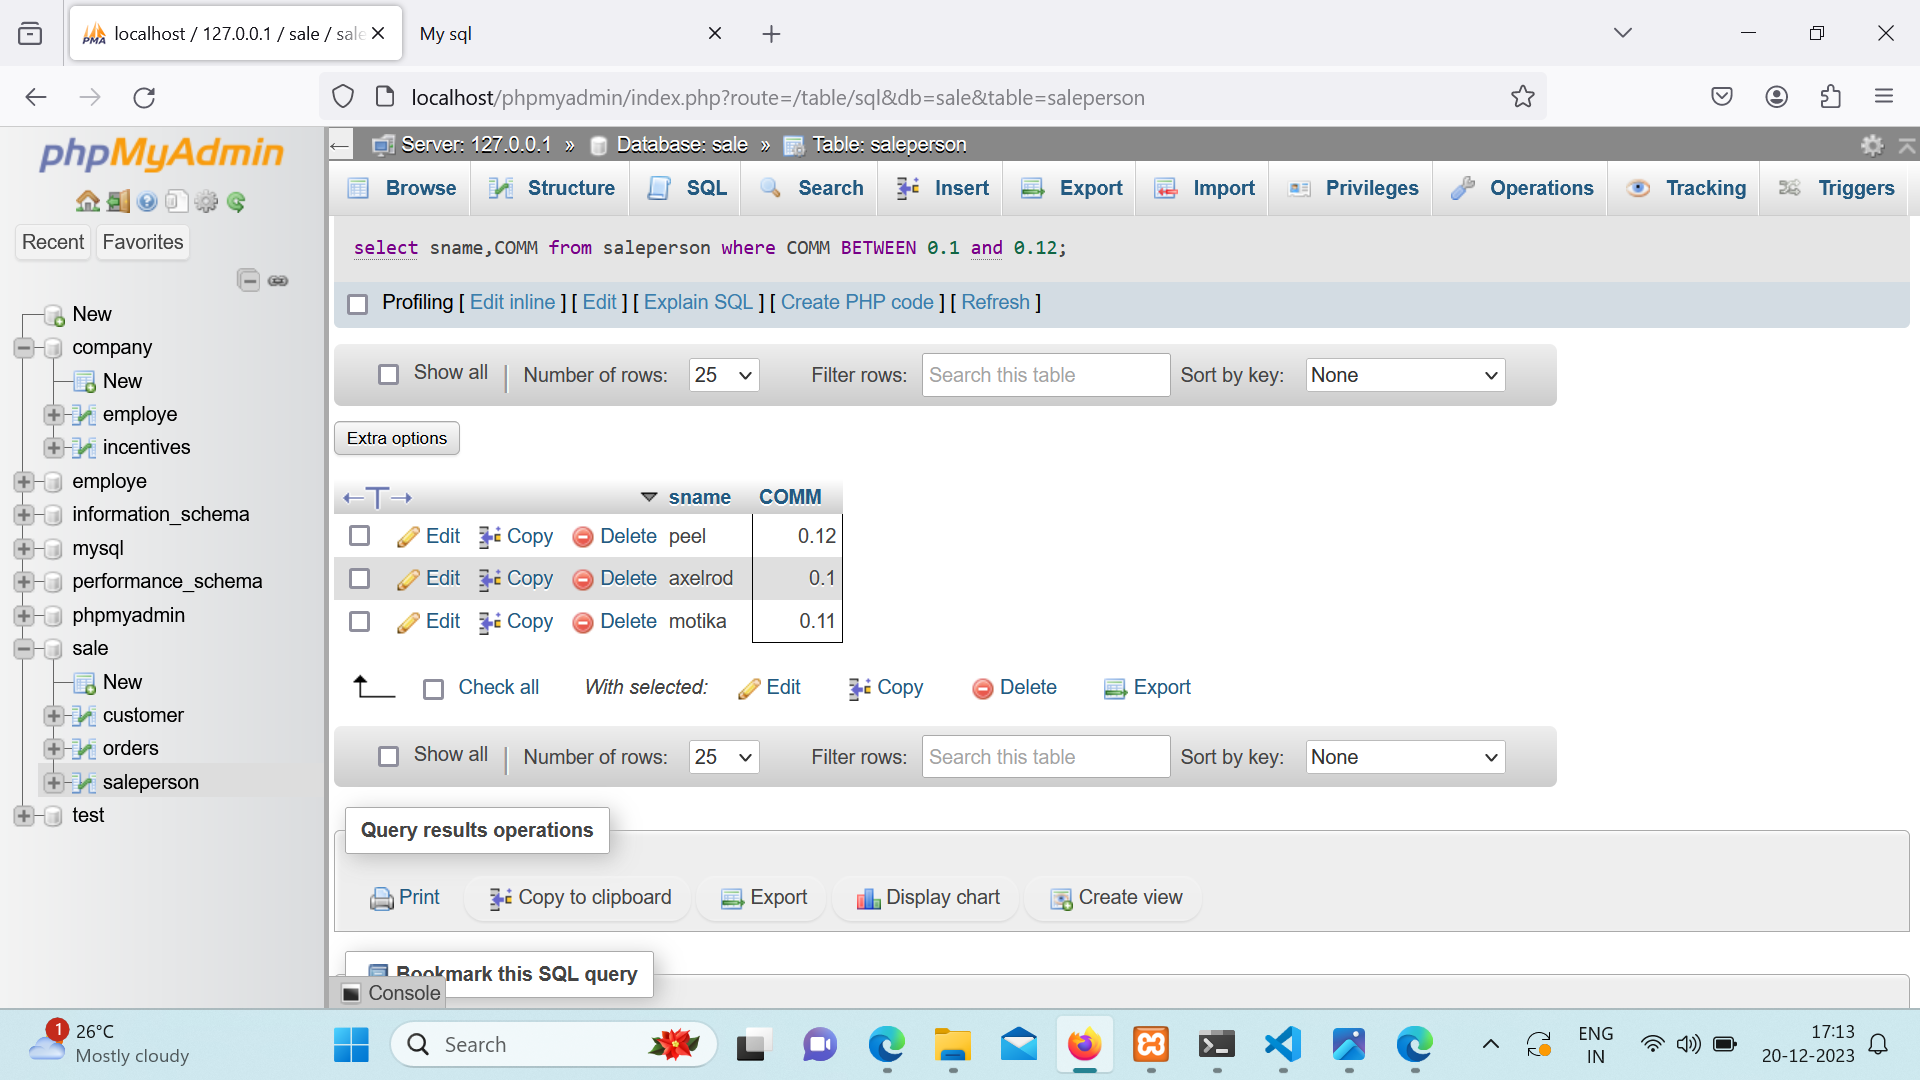 localhost / 127.0.0.1 / sale / sale
My sql
localhost/phpmyadmin/index.php?route=/table/sql&db=sale&table=saleperson
phpMyAdmin
Recent
Favorites
New
company
New
employe
incentives
employe
information_schema
mysql
performance_schema
phpmyadmin
sale
New
customer
orders
saleperson
test
Server: 127.0.0.1 » Database: sale » Table: saleperson
Browse Structure SQL Search Insert Export Import Privileges Operations Tracking Triggers
select sname,COMM from saleperson where COMM BETWEEN 0.1 and 0.12;
Profiling [ Edit inline ] [ Edit ] [ Explain SQL ] [ Create PHP code ] [ Refresh ]
Show all | Number of rows: 25 Filter rows: Search this table Sort by key: None
Extra options
←T→ sname COMM
Edit Copy Delete peel 0.12
Edit Copy Delete axelrod 0.1
Edit Copy Delete motika 0.11
Check all With selected: Edit Copy Delete Export
Show all | Number of rows: 25 Filter rows: Search this table Sort by key: None
Query results operations
Print Copy to clipboard Export Display chart Create view
Bookmark this SQL query
Console
1
26°C
Mostly cloudy
Search
ENG
IN
17:13
20-12-2023